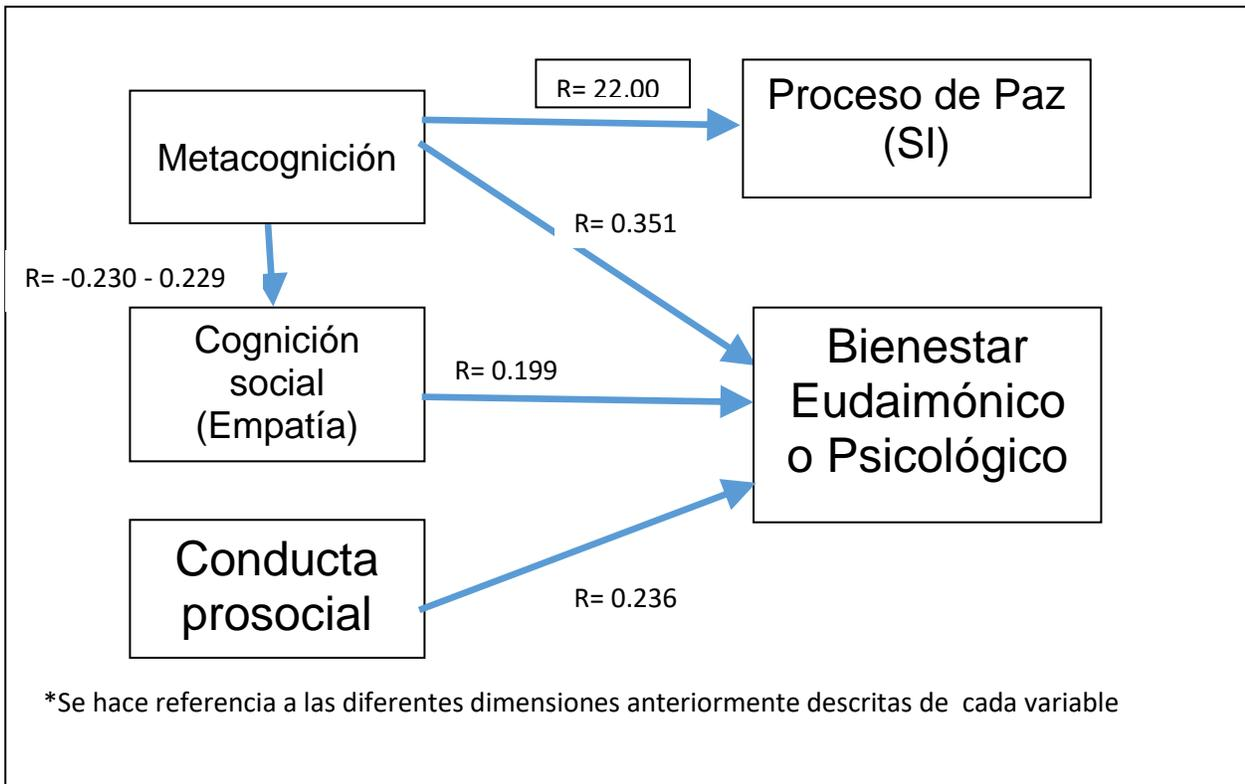 R= 22.00
Proceso de Paz
(SI)
Metacognición
R= 0.351
R= -0.230 - 0.229
Cognición
social
(Empatía)
R= 0.199
Bienestar
Eudaimónico
o Psicológico
Conducta
prosocial
R= 0.236
*Se hace referencia a las diferentes dimensiones anteriormente descritas de cada variable